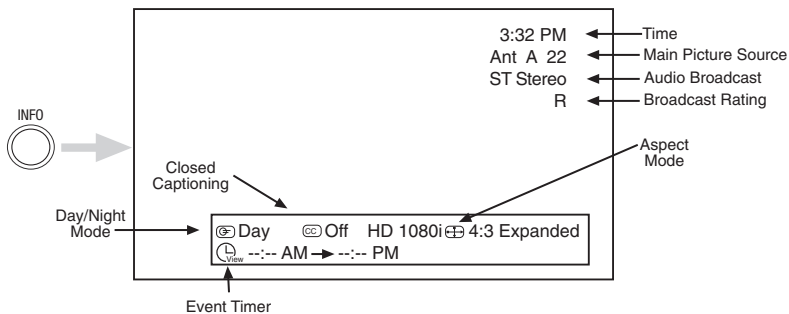 3:32 PM
Time
Ant A 22
Main Picture Source
ST Stereo
Audio Broadcast
R
Broadcast Rating
INFO
Aspect
Mode
Closed
Captioning
Day/Night
Mode
Day
CC Off
HD 1080i
4:3 Expanded
View --:-- AM --:-- PM
Event Timer